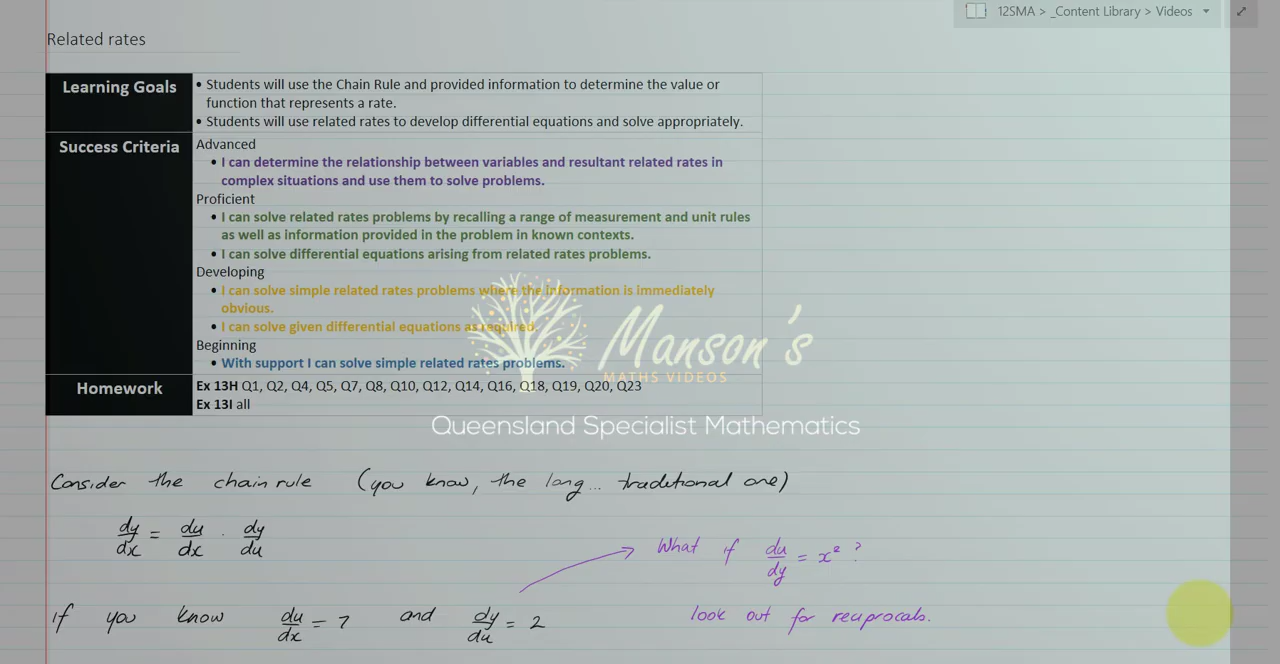 12SMA > _Content Library > Videos
Related rates
Learning Goals
• Students will use the Chain Rule and provided information to determine the value or
function that represents a rate.
• Students will use related rates to develop differential equations and solve appropriately.
Success Criteria
Advanced
• I can determine the relationship between variables and resultant related rates in
complex situations and use them to solve problems.
Proficient
• I can solve related rates problems by recalling a range of measurement and unit rules
as well as information provided in the problem in known contexts.
• I can solve differential equations arising from related rates problems.
Developing
• I can solve simple related rates problems where the information is immediately
obvious.
• I can solve given differential equations as required.
Beginning
• With support I can solve simple related rates problems.
Homework
Ex 13H Q1, Q2, Q4, Q5, Q7, Q8, Q10, Q12, Q14, Q16, Q18, Q19, Q20, Q23
Ex 13I all
Manson's
MATHS VIDEOS
Queensland Specialist Mathematics
Consider the chain rule (you know, the long... traditional one)
dy/dx = du/dx · dy/du
What if du/dy = x² ?
If you know du/dx = 7 and dy/du = 2
look out for reciprocals.